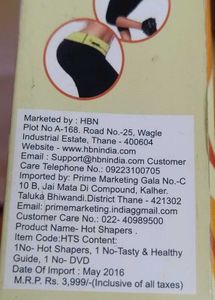 Marketed by : HBN
Plot No A-168. Road No.-25, Wagle
Industrial Estate, Thane - 400604
Website - www.hbnindia.com
Email : Support@hbnindia.com Customer
Care Telephone No.: 09223100705
Imported by: Prime Marketing Gala No.-C
10 B, Jai Mata Di Compound, Kalher.
Taluka Bhiwandi.District Thane - 421302
Email: primemarketing.indiaggmail.com
Customer Care No.: 022- 40989500
Product Name- Hot Shapers .
Item Code:HTS Content:
1No- Hot Shapers, 1 No-Tasty & Healthy
Guide, 1 No- DVD
Date Of Import : May 2016
M.R.P Rs. 3,999/-(Inclusive of all taxes)